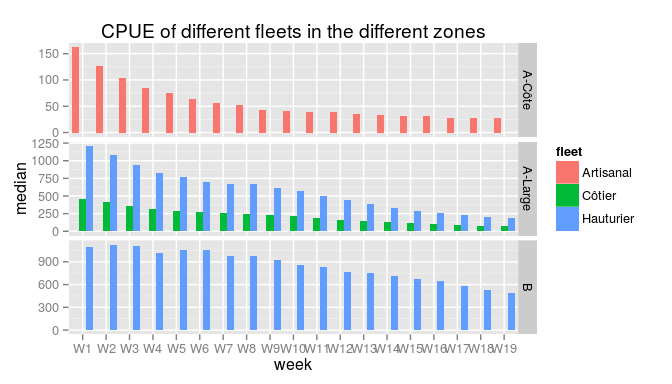 CPUE of different fleets in the different zones
150
100
50
0
A-Côte
1250
1000
750
500
250
0
A-Large
900
600
300
0
B
median
W1 W2 W3 W4 W5 W6 W7 W8 W9 W10 W11 W12 W13 W14 W15 W16 W17 W18 W19
week
fleet
Artisanal
Côtier
Hauturier